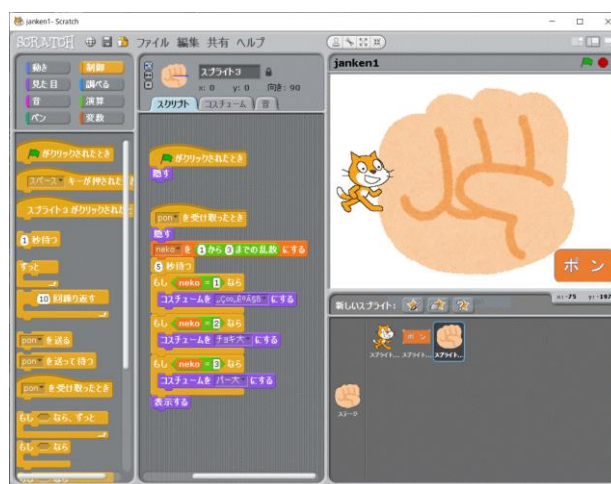 janken1 - Scratch
SCRATCH ファイル 編集 共有 ヘルプ
動き 制御
見た目 調べる
音 演算
ペン 変数
がクリックされたとき
スペース キーが押されたとき
スプライト3 がクリックされた
1 秒待つ
ずっと
10 回繰り返す
pon を送る
pon を送って待つ
pon を受け取ったとき
もし なら、ずっと
もし なら
スプライト3
x: 0 y: 0 向き: 90
スクリプト コスチューム 音
がクリックされたとき
隠す
pon を受け取ったとき
隠す
neko を 1 から 3 までの乱数 にする
5 秒待つ
もし neko = 1 なら
コスチュームを にする
もし neko = 2 なら
コスチュームを チョキ大 にする
もし neko = 3 なら
コスチュームを パー大 にする
表示する
janken1
ポン
x: -75
新しいスプライト:
ポン
スプライト... スプライト... スプライト...
ステージ